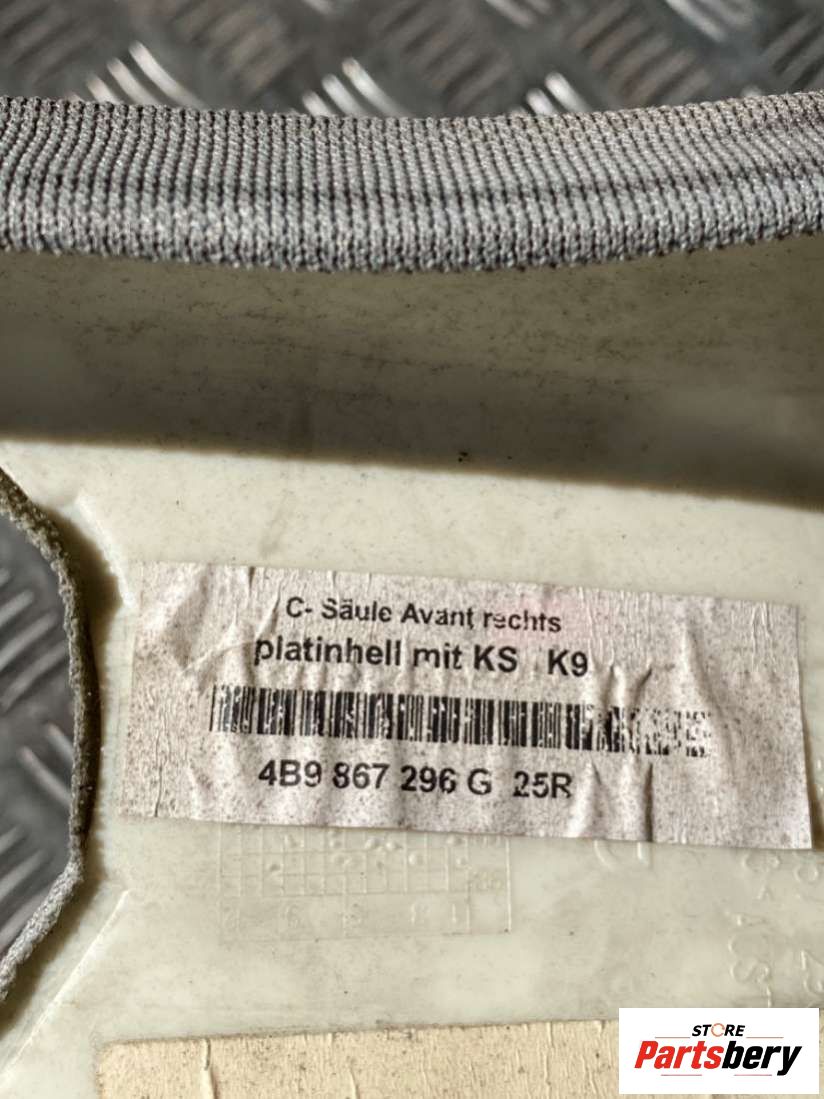 C- Säule Avant rechts
platinhell mit KS . K9
4B9 867 296 G 25R
STORE
Partsbery